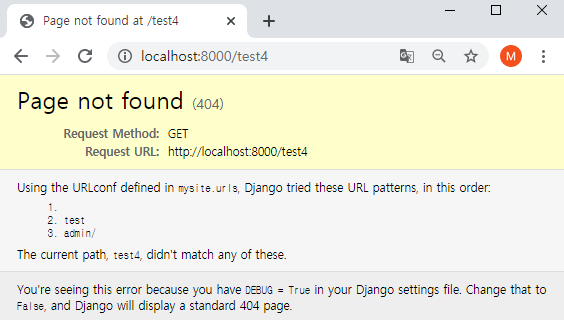 Page not found at /test4
localhost:8000/test4
M
Page not found (404)
Request Method: GET
Request URL: http://localhost:8000/test4
Using the URLconf defined in mysite.urls, Django tried these URL patterns, in this order:
1.
2. test
3. admin/
The current path, test4, didn't match any of these.
You're seeing this error because you have DEBUG = True in your Django settings file. Change that to
False, and Django will display a standard 404 page.